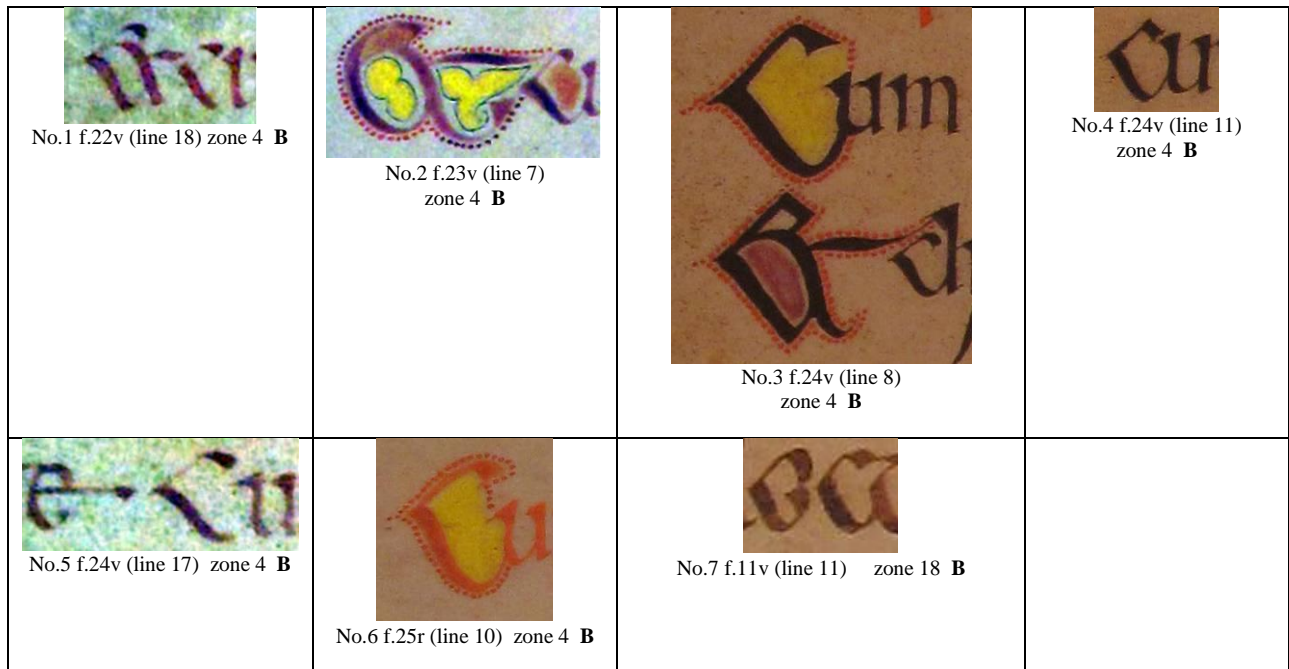 No.1 f.22v (line 18) zone 4 B
No.2 f.23v (line 7)
zone 4 B
um
No.3 f.24v (line 8)
zone 4 B
cu
No.4 f.24v (line 11)
zone 4 B
No.5 f.24v (line 17) zone 4 B
No.6 f.25r (line 10) zone 4 B
No.7 f.11v (line 11) zone 18 B